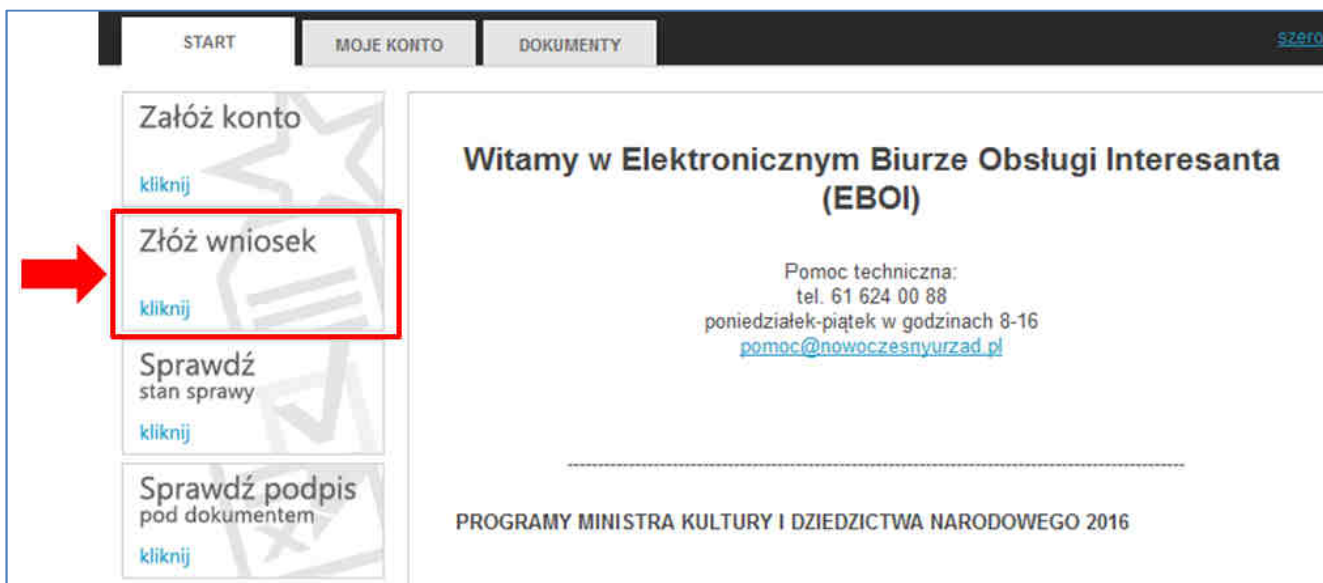 START
MOJE KONTO
DOKUMENTY
szero
Załóż konto
kliknij
Złóż wniosek
kliknij
Sprawdź
stan sprawy
kliknij
Sprawdź podpis
pod dokumentem
kliknij
Witamy w Elektronicznym Biurze Obsługi Interesanta
(EBOI)
Pomoc techniczna:
tel. 61 624 00 88
poniedziałek-piątek w godzinach 8-16
pomoc@nowoczesnyurzad.pl
--------------------------------------------------------------------------------------------------------
PROGRAMY MINISTRA KULTURY I DZIEDZICTWA NARODOWEGO 2016